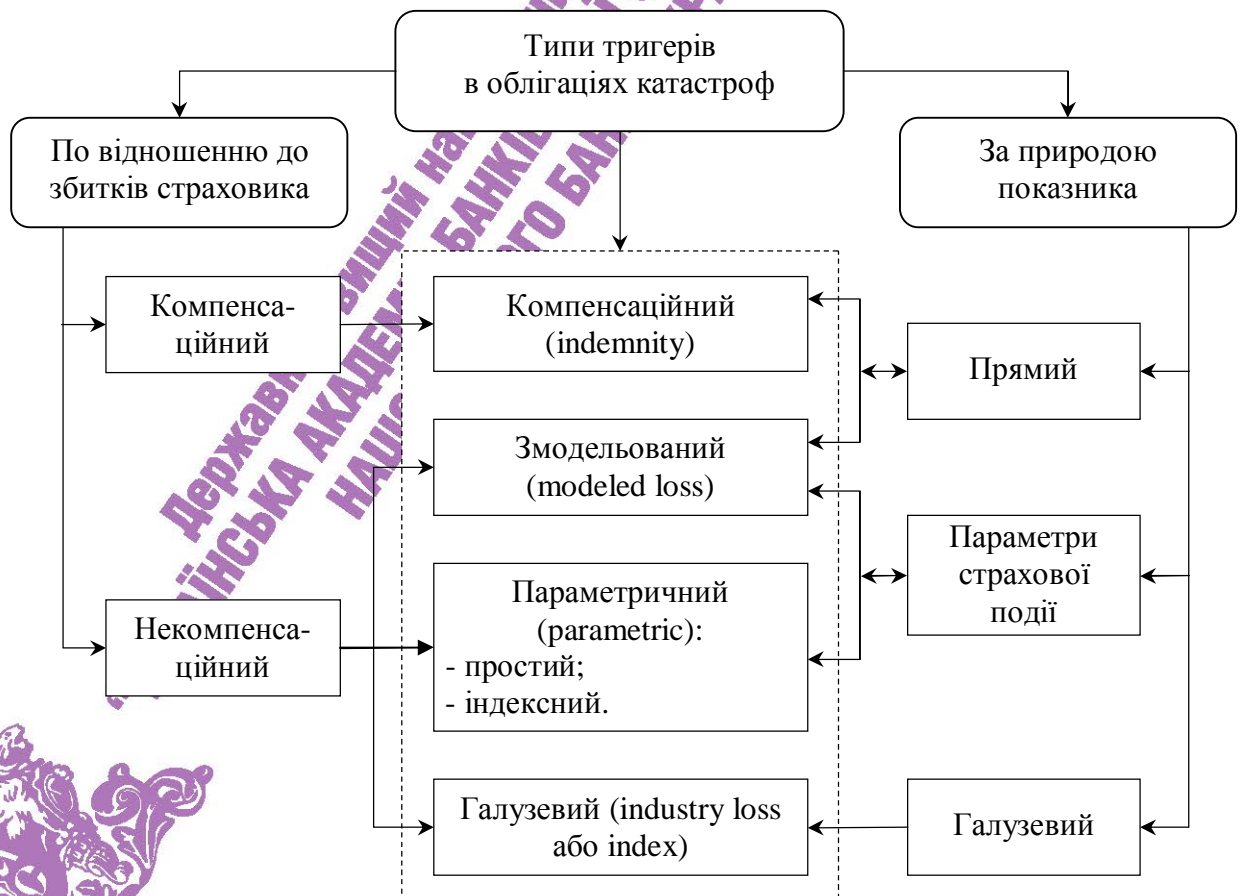 Типи тригерів
в облігаціях катастроф
По відношенню до
збитків страховика
За природою
показника
Компенса-
ційний
Компенсаційний
(indemnity)
Прямий
Змодельований
(modeled loss)
Параметри
страхової
події
Некомпенса-
ційний
Параметричний
(parametric):
- простий;
- індексний.
Галузевий (industry loss
або index)
Галузевий